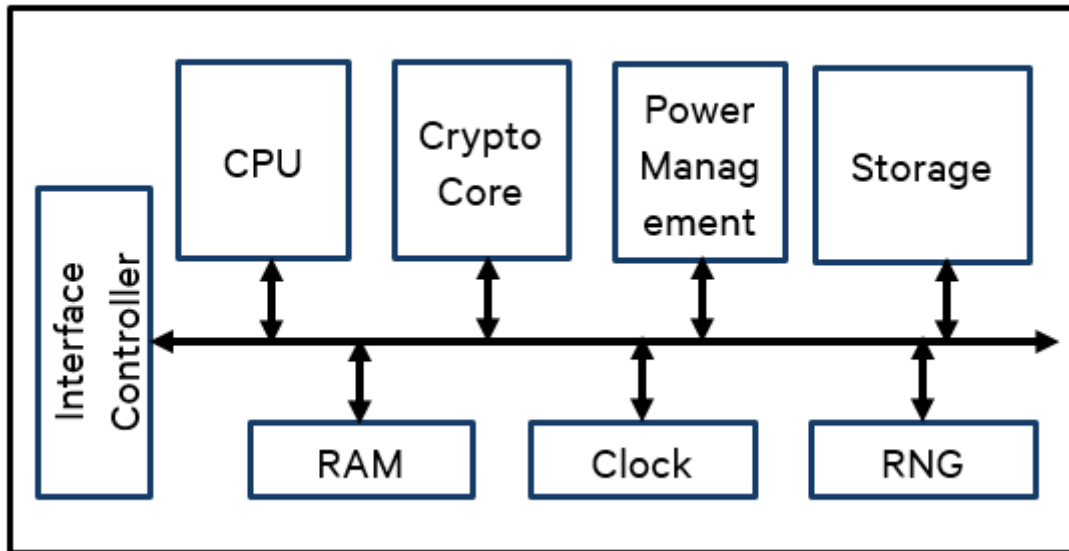 CPU
Crypto
Core
Power
Manag
ement
Storage
Interface
Controller
RAM
Clock
RNG